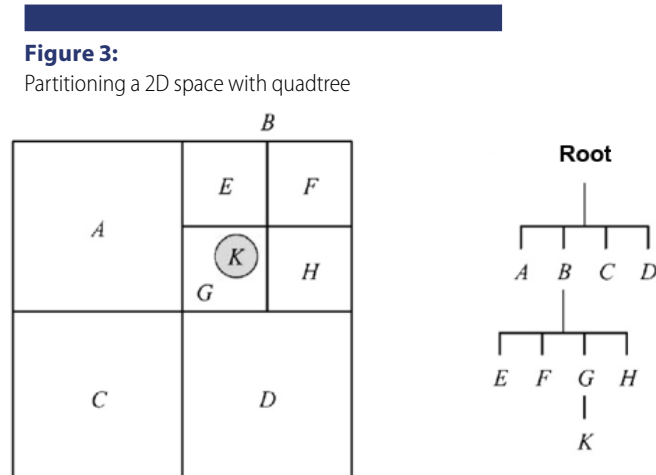 Figure 3:
Partitioning a 2D space with quadtree
B
E F
A
K
H
G
C D
Root
A B C D
E F G H
K